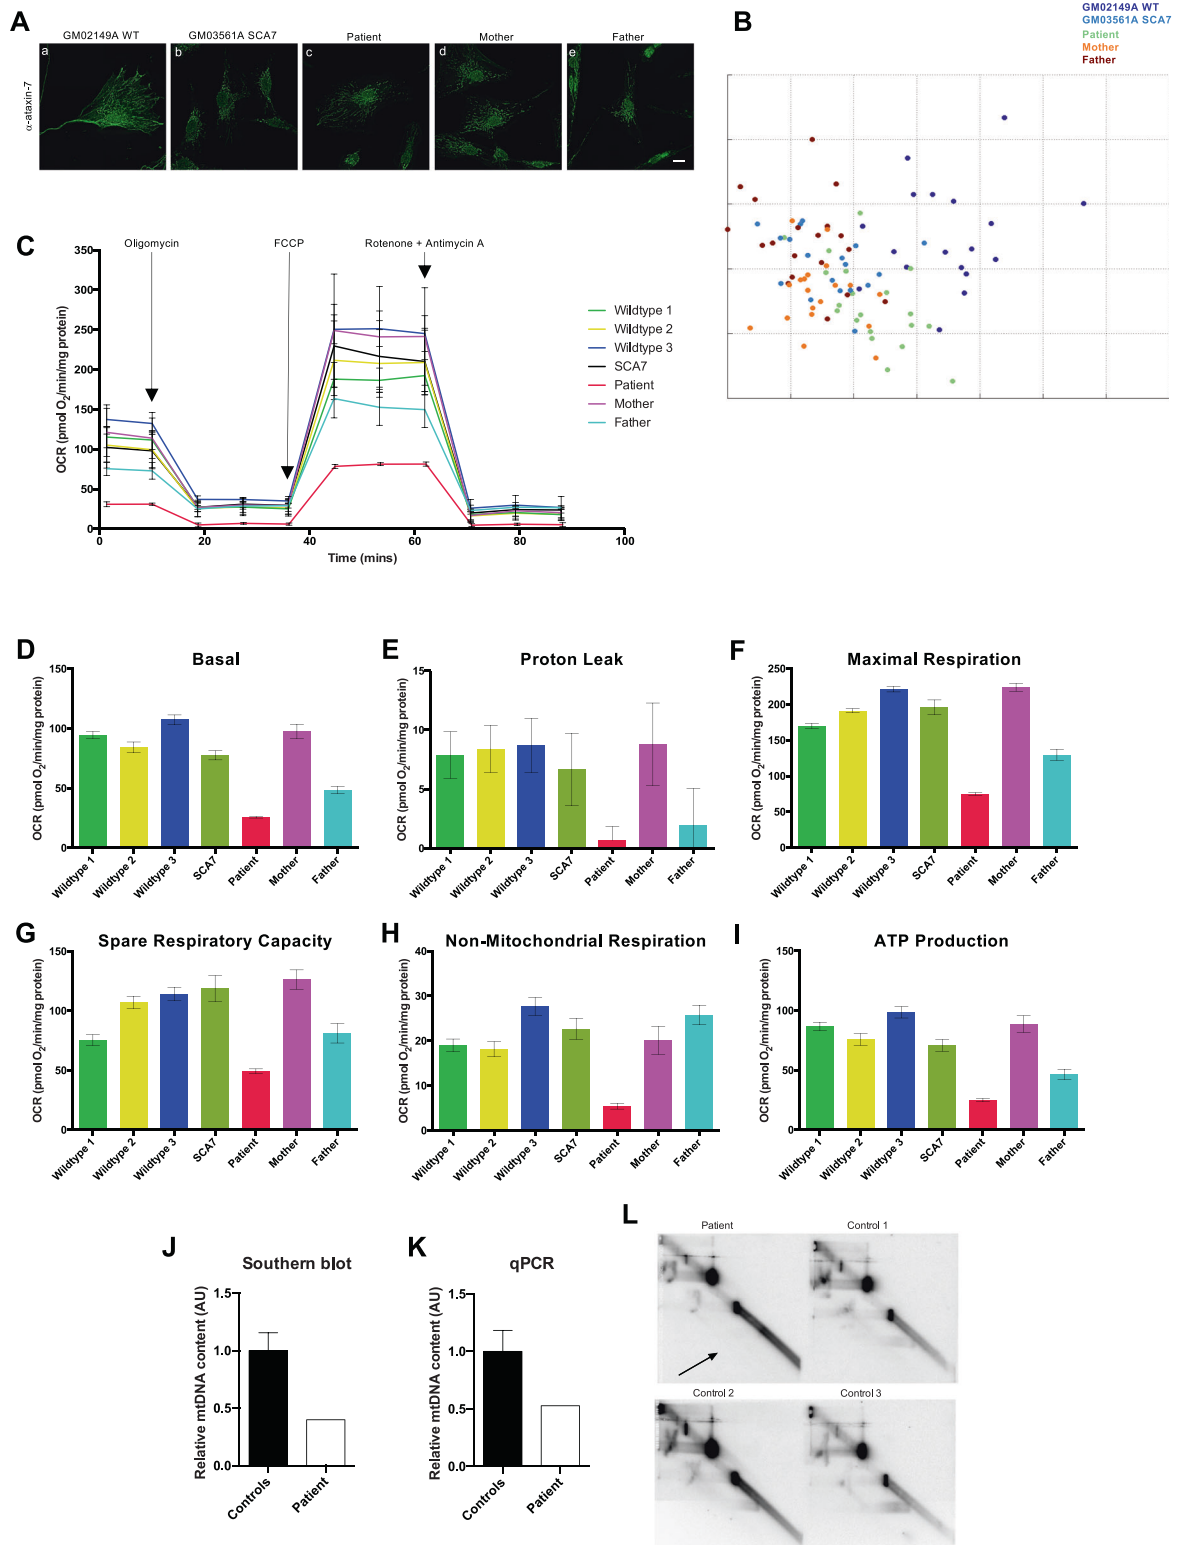 A
GM02149A WT
GM03561A SCA7
Patient
Mother
Father
a
b
c
d
e
α-ataxin-7
B
GM02149A WT
GM03561A SCA7
Patient
Mother
Father
C
Oligomycin
FCCP
Rotenone + Antimycin A
OCR (pmol O2/min/mg protein)
350
300
250
200
150
100
50
0
0
20
40
60
80
100
Time (mins)
Wildtype 1
Wildtype 2
Wildtype 3
SCA7
Patient
Mother
Father
D
Basal
OCR (pmol O2/min/mg protein)
150
100
50
0
Wildtype 1
Wildtype 2
Wildtype 3
SCA7
Patient
Mother
Father
E
Proton Leak
OCR (pmol O2/min/mg protein)
15
10
5
0
Wildtype 1
Wildtype 2
Wildtype 3
SCA7
Patient
Mother
Father
F
Maximal Respiration
OCR (pmol O2/min/mg protein)
250
200
150
100
50
0
Wildtype 1
Wildtype 2
Wildtype 3
SCA7
Patient
Mother
Father
G
Spare Respiratory Capacity
OCR (pmol O2/min/mg protein)
150
100
50
0
Wildtype 1
Wildtype 2
Wildtype 3
SCA7
Patient
Mother
Father
H
Non-Mitochondrial Respiration
OCR (pmol O2/min/mg protein)
40
30
20
10
0
Wildtype 1
Wildtype 2
Wildtype 3
SCA7
Patient
Mother
Father
I
ATP Production
OCR (pmol O2/min/mg protein)
150
100
50
0
Wildtype 1
Wildtype 2
Wildtype 3
SCA7
Patient
Mother
Father
J
Southern blot
Relative mtDNA content (AU)
1.5
1.0
0.5
0.0
Controls
Patient
K
qPCR
Relative mtDNA content (AU)
1.5
1.0
0.5
0.0
Controls
Patient
L
Patient
Control 1
Control 2
Control 3